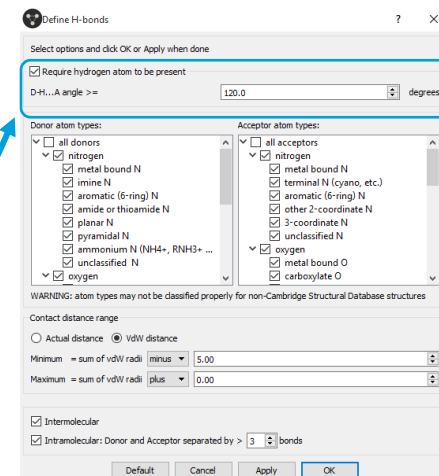 Define H-bonds ? ×
Select options and click OK or Apply when done
Require hydrogen atom to be present
D-H...A angle >= 120.0 degrees
Donor atom types: Acceptor atom types:
all donors all acceptors
nitrogen nitrogen
metal bound N metal bound N
imine N terminal N (cyano, etc.)
aromatic (6-ring) N aromatic (6-ring) N
amide or thioamide N other 2-coordinate N
planar N 3-coordinate N
pyramidal N unclassified N
ammonium N (NH4+, RNH3+ ... oxygen
unclassified N metal bound O
oxygen carboxylate O
WARNING: atom types may not be classified properly for non-Cambridge Structural Database structures
Contact distance range
Actual distance VdW distance
Minimum = sum of vdW radii minus 5.00
Maximum = sum of vdW radii plus 0.00
Intermolecular
Intramolecular: Donor and Acceptor separated by > 3 bonds
Default Cancel Apply OK